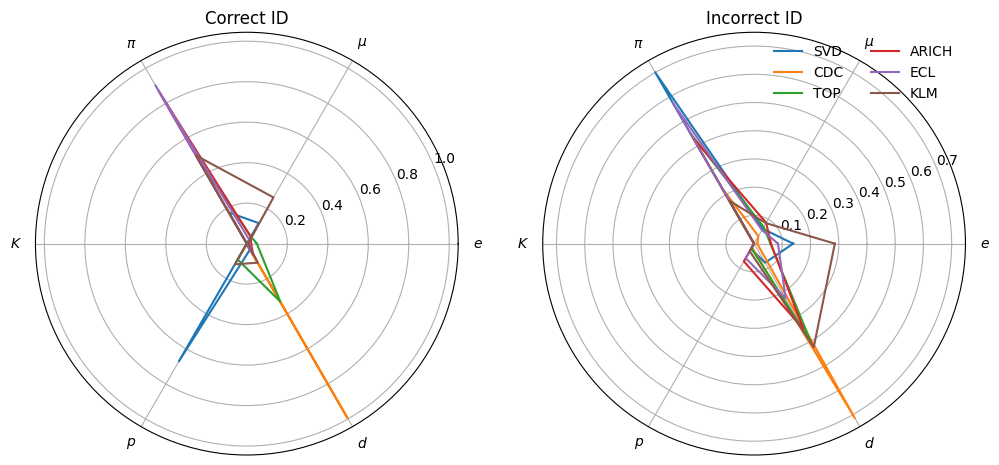 Correct ID
π
μ
K
e
p
d
0.2
0.4
0.6
0.8
1.0
Incorrect ID
π
μ
K
e
p
d
0.1
0.2
0.3
0.4
0.5
0.6
0.7
SVD
CDC
TOP
ARICH
ECL
KLM